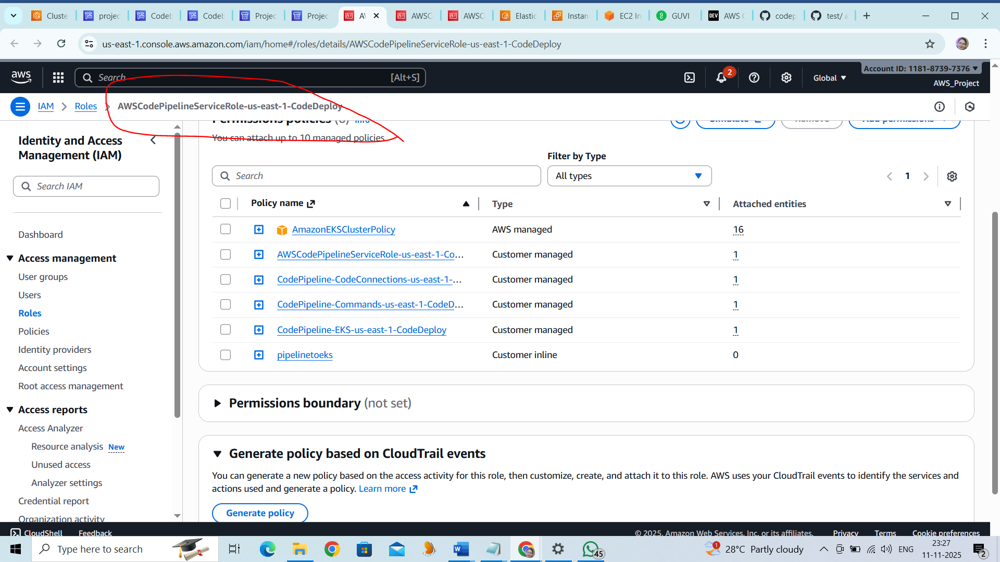 Cluste
projec
Codeb
Codeb
Projec
Projec
AWSC
AWSC
Elastic
Instan
EC2 In
GUVI
DEV AWS C
codep
test/ a
us-east-1.console.aws.amazon.com/iam/home#/roles/details/AWSCodePipelineServiceRole-us-east-1-CodeDeploy
aws
Search [Alt+S]
2
Global
Account ID: 1181-8739-7376
AWS_Project
IAM
Roles
AWSCodePipelineServiceRole-us-east-1-CodeDeploy
Identity and Access
Management (IAM)
Search IAM
Dashboard
Access management
User groups
Users
Roles
Policies
Identity providers
Account settings
Root access management
Access reports
Access Analyzer
Resource analysis New
Unused access
Analyzer settings
Credential report
Organization activity
Permissions policies (6) Info
Simulate
Remove
Add permissions
You can attach up to 10 managed policies.
Filter by Type
Search
All types
1
Policy name Type Attached entities
AmazonEKSClusterPolicy AWS managed 16
AWSCodePipelineServiceRole-us-east-1-Co... Customer managed 1
CodePipeline-CodeConnections-us-east-1-... Customer managed 1
CodePipeline-Commands-us-east-1-CodeD... Customer managed 1
CodePipeline-EKS-us-east-1-CodeDeploy Customer managed 1
pipelinetoeks Customer inline 0
Permissions boundary (not set)
Generate policy based on CloudTrail events
You can generate a new policy based on the access activity for this role, then customize, create, and attach it to this role. AWS uses your CloudTrail events to identify the services and
actions used and generate a policy. Learn more
Generate policy
CloudShell Feedback © 2025, Amazon Web Services, Inc. or its affiliates. Privacy Terms Cookie preferences
Type here to search
W
45
1
28°C Partly cloudy
ENG
23:27
11-11-2025
2